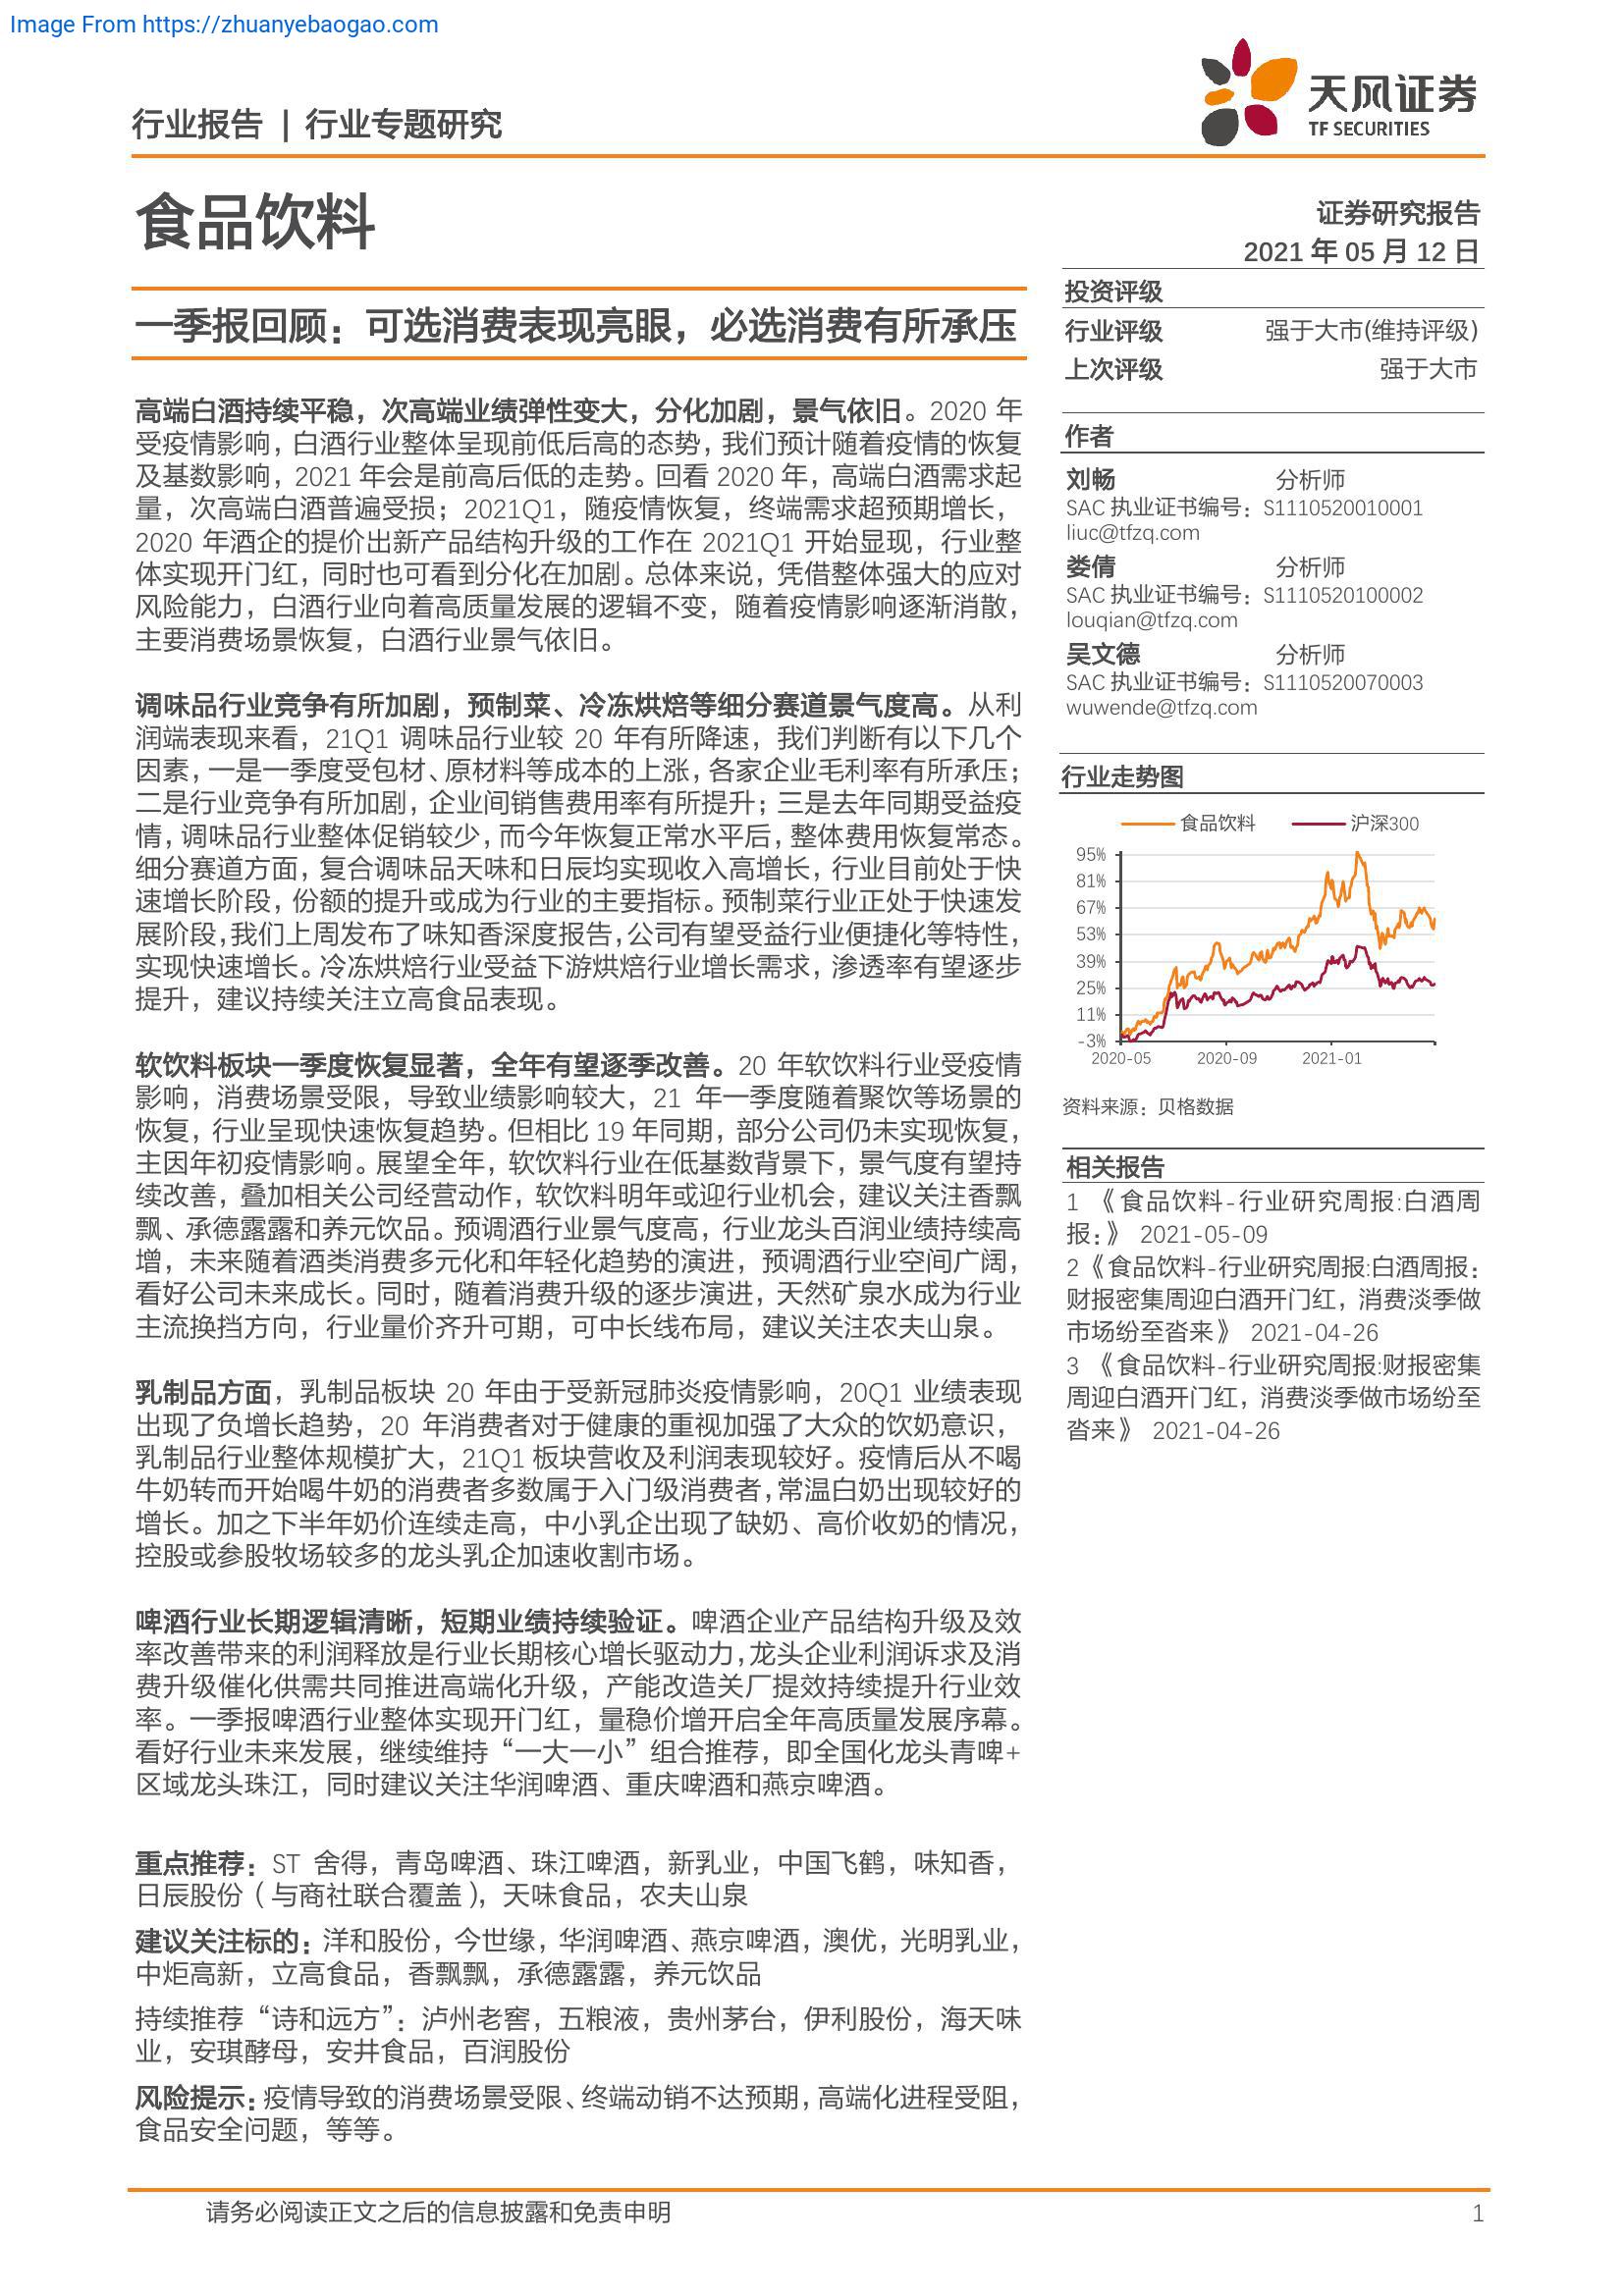 Image From https://zhuanyebaogao.com
行业报告 | 行业专题研究
天风证券
TF SECURITIES
食品饮料
证券研究报告
2021 年 05 月 12 日
一季报回顾：可选消费表现亮眼，必选消费有所承压
高端白酒持续平稳，次高端业绩弹性变大，分化加剧，景气依旧。2020 年
受疫情影响，白酒行业整体呈现前低后高的态势，我们预计随着疫情的恢复
及基数影响，2021 年会是前高后低的走势。回看 2020 年，高端白酒需求起
量，次高端白酒普遍受损；2021Q1，随疫情恢复，终端需求超预期增长，
2020 年酒企的提价出新产品结构升级的工作在 2021Q1 开始显现，行业整
体实现开门红，同时也可看到分化在加剧。总体来说，凭借整体强大的应对
风险能力，白酒行业向着高质量发展的逻辑不变，随着疫情影响逐渐消散，
主要消费场景恢复，白酒行业景气依旧。
调味品行业竞争有所加剧，预制菜、冷冻烘焙等细分赛道景气度高。从利
润端表现来看，21Q1 调味品行业较 20 年有所降速，我们判断有以下几个
因素，一是一季度受包材、原材料等成本的上涨，各家企业毛利率有所承压；
二是行业竞争有所加剧，企业间销售费用率有所提升；三是去年同期受益疫
情，调味品行业整体促销较少，而今年恢复正常水平后，整体费用恢复常态。
细分赛道方面，复合调味品天味和日辰均实现收入高增长，行业目前处于快
速增长阶段，份额的提升或成为行业的主要指标。预制菜行业正处于快速发
展阶段，我们上周发布了味知香深度报告，公司有望受益行业便捷化等特性，
实现快速增长。冷冻烘焙行业受益下游烘焙行业增长需求，渗透率有望逐步
提升，建议持续关注立高食品表现。
软饮料板块一季度恢复显著，全年有望逐季改善。20 年软饮料行业受疫情
影响，消费场景受限，导致业绩影响较大，21 年一季度随着聚饮等场景的
恢复，行业呈现快速恢复趋势。但相比 19 年同期，部分公司仍未实现恢复，
主因年初疫情影响。展望全年，软饮料行业在低基数背景下，景气度有望持
续改善，叠加相关公司经营动作，软饮料明年或迎行业机会，建议关注香飘
飘、承德露露和养元饮品。预调酒行业景气度高，行业龙头百润业绩持续高
增，未来随着酒类消费多元化和年轻化趋势的演进，预调酒行业空间广阔，
看好公司未来成长。同时，随着消费升级的逐步演进，天然矿泉水成为行业
主流换挡方向，行业量价齐升可期，可中长线布局，建议关注农夫山泉。
乳制品方面，乳制品板块 20 年由于受新冠肺炎疫情影响，20Q1 业绩表现
出现了负增长趋势，20 年消费者对于健康的重视加强了大众的饮奶意识，
乳制品行业整体规模扩大，21Q1 板块营收及利润表现较好。疫情后从不喝
牛奶转而开始喝牛奶的消费者多数属于入门级消费者，常温白奶出现较好的
增长。加之下半年奶价连续走高，中小乳企出现了缺奶、高价收奶的情况，
控股或参股牧场较多的龙头乳企加速收割市场。
啤酒行业长期逻辑清晰，短期业绩持续验证。啤酒企业产品结构升级及效
率改善带来的利润释放是行业长期核心增长驱动力，龙头企业利润诉求及消
费升级催化供需共同推进高端化升级，产能改造关厂提效持续提升行业效
率。一季报啤酒行业整体实现开门红，量稳价增开启全年高质量发展序幕。
看好行业未来发展，继续维持“一大一小”组合推荐，即全国化龙头青啤+
区域龙头珠江，同时建议关注华润啤酒、重庆啤酒和燕京啤酒。
重点推荐：ST 舍得，青岛啤酒、珠江啤酒，新乳业，中国飞鹤，味知香，
日辰股份（与商社联合覆盖），天味食品，农夫山泉
建议关注标的：洋和股份，今世缘，华润啤酒、燕京啤酒，澳优，光明乳业，
中炬高新，立高食品，香飘飘，承德露露，养元饮品
持续推荐“诗和远方”：泸州老窖，五粮液，贵州茅台，伊利股份，海天味
业，安琪酵母，安井食品，百润股份
风险提示：疫情导致的消费场景受限、终端动销不达预期，高端化进程受阻，
食品安全问题，等等。
投资评级
行业评级 强于大市(维持评级)
上次评级 强于大市
作者
刘畅 分析师
SAC 执业证书编号：S1110520010001
liuc@tfzq.com
娄倩 分析师
SAC 执业证书编号：S1110520100002
louqian@tfzq.com
吴文德 分析师
SAC 执业证书编号：S1110520070003
wuwende@tfzq.com
行业走势图
食品饮料 沪深300
95%
81%
67%
53%
39%
25%
11%
-3%
2020-05 2020-09 2021-01
资料来源：贝格数据
相关报告
1 《食品饮料-行业研究周报:白酒周
报：》 2021-05-09
2《食品饮料-行业研究周报:白酒周报：
财报密集周迎白酒开门红，消费淡季做
市场纷至沓来》 2021-04-26
3 《食品饮料-行业研究周报:财报密集
周迎白酒开门红，消费淡季做市场纷至
沓来》 2021-04-26
请务必阅读正文之后的信息披露和免责申明 1